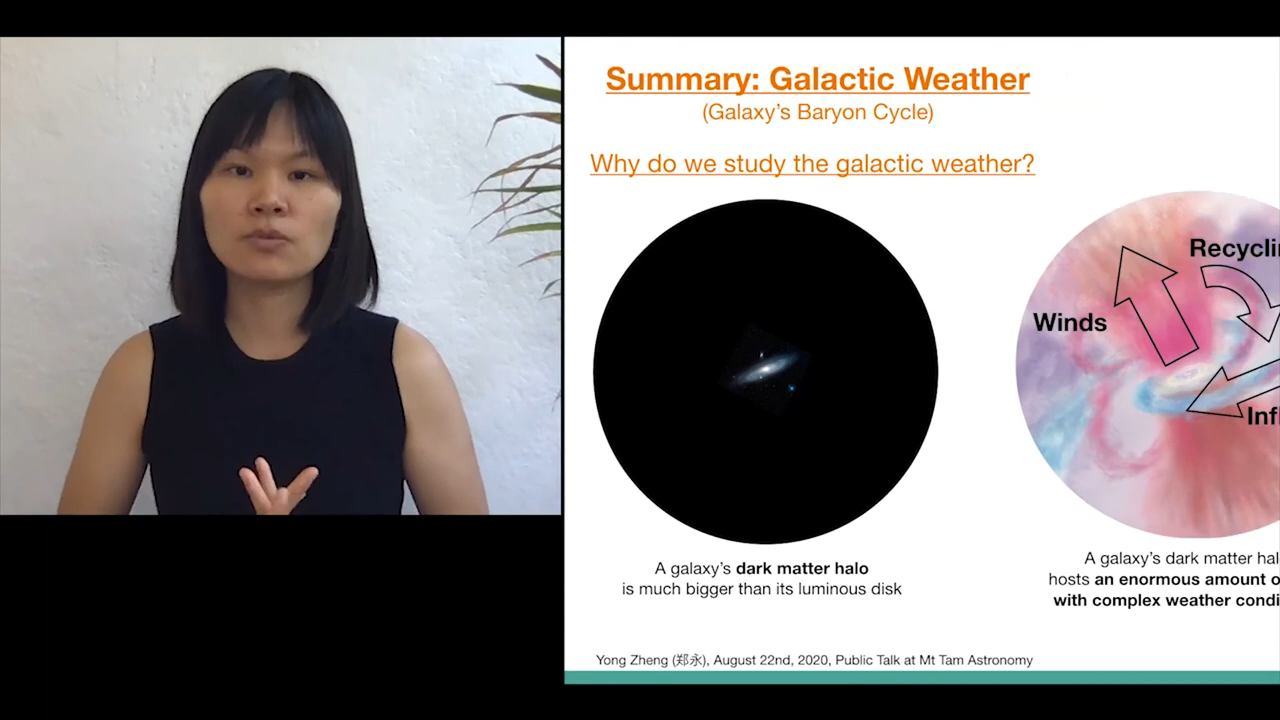 Summary: Galactic Weather
(Galaxy's Baryon Cycle)
Why do we study the galactic weather?
Winds
A galaxy's dark matter halo
is much bigger than its luminous disk
A galaxy's dark matter
hosts an enormous amount
with complex weather
Yong Zheng (郑永), August 22nd, 2020, Public Talk at Mt Tam Astronomy